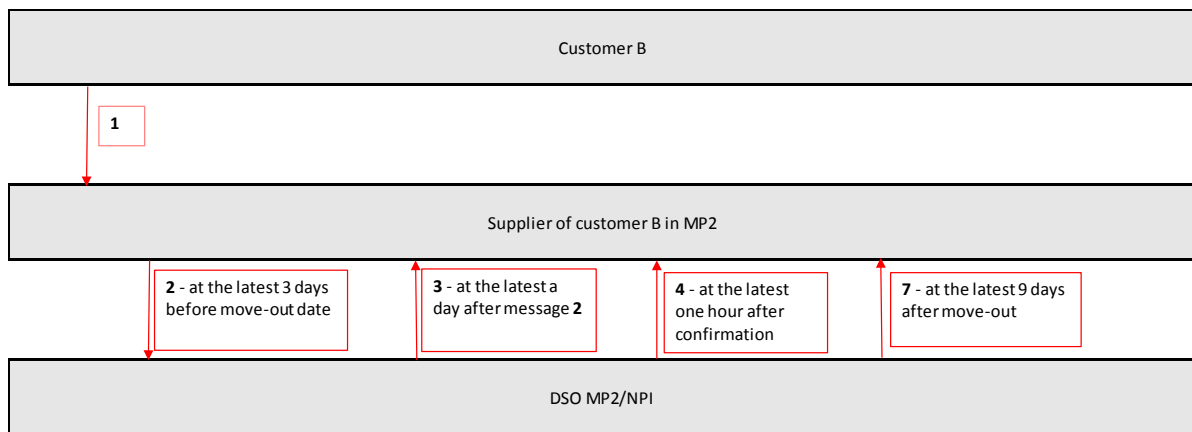 Customer B
1
Supplier of customer B in MP2
2 - at the latest 3 days
before move-out date
3 - at the latest a
day after message 2
4 - at the latest
one hour after
confirmation
7 - at the latest 9 days
after move-out
DSO MP2/NPI